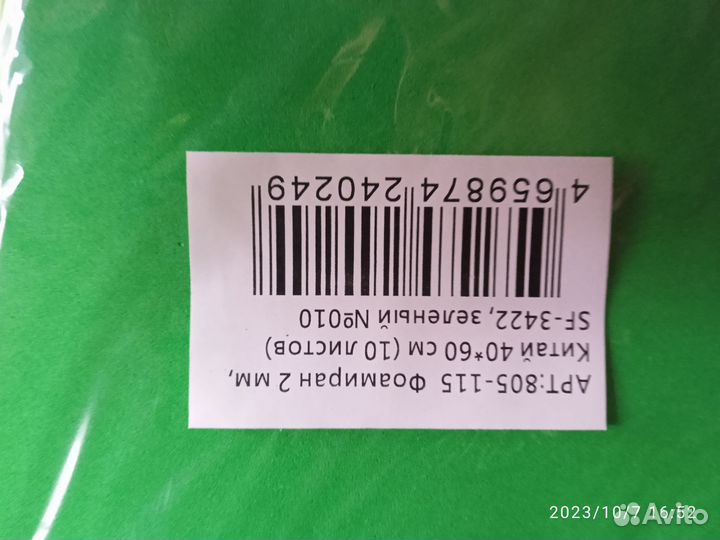 АРТ:805-115 Фоамиран 2 мм,
Китай 40*60 см (10 листов)
SF-3422, зеленый №010
4 659874 240249
2023/10/7 16:52
Avito